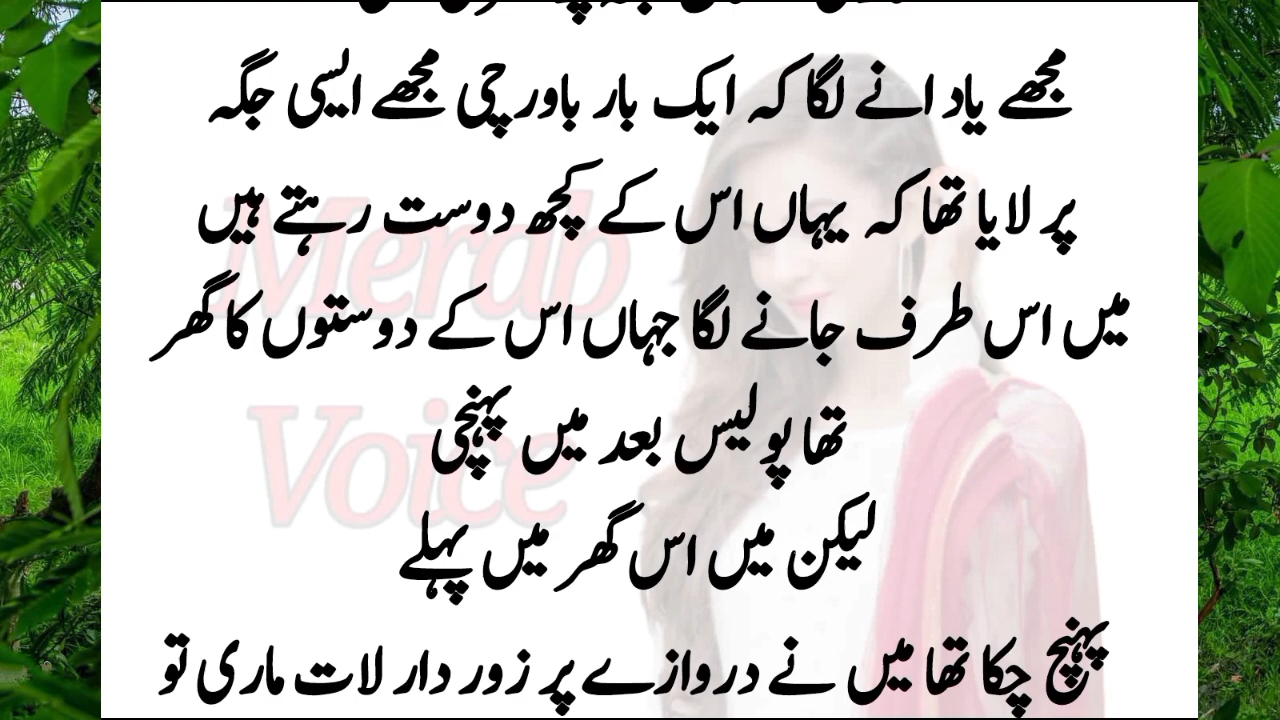 مجھے یاد انے لگا کہ ایک بار باورچی مجھے ایسی جگہ
پر لایا تھا کہ یہاں اس کے کچھ دوست رہتے ہیں
میں اس طرف جانے لگا جہاں اس کے دوستوں کا گھر
تھا پولیس بعد میں پہنچی
لیکن میں اس گھر میں پہلے
پہنچ چکا تھا میں نے دروازے پر زور دار لات ماری تو
Merab
Voice